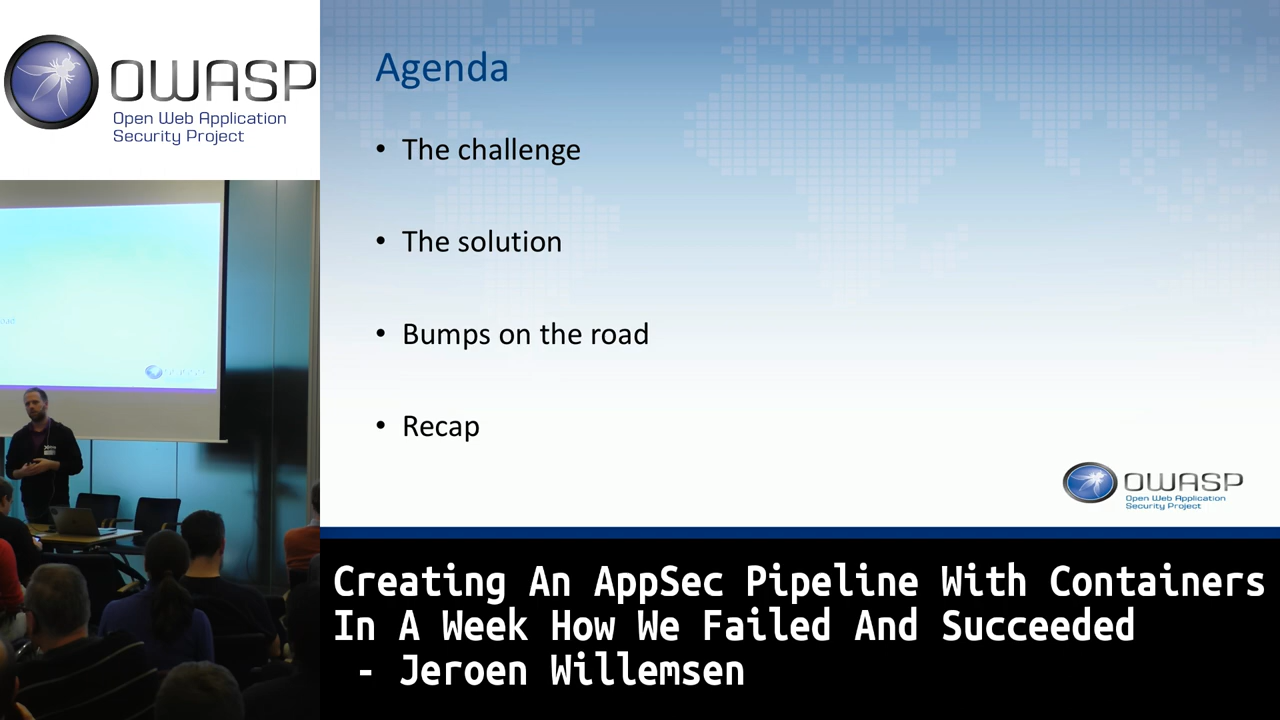 OWASP
Open Web Application
Security Project
Agenda
• The challenge
• The solution
• Bumps on the road
• Recap
OWASP
Open Web Application
Security Project
Creating An AppSec Pipeline With Containers
In A Week How We Failed And Succeeded
- Jeroen Willemsen